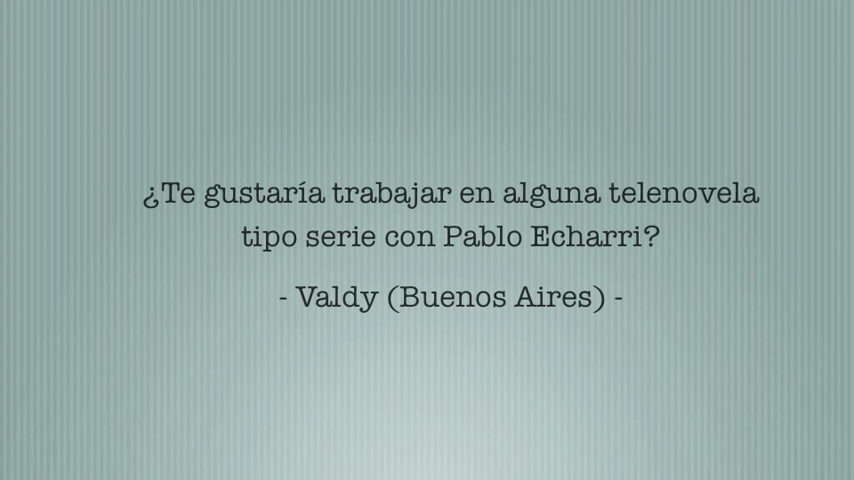 ¿Te gustaría trabajar en alguna telenovela
tipo serie con Pablo Echarri?
- Valdy (Buenos Aires) -